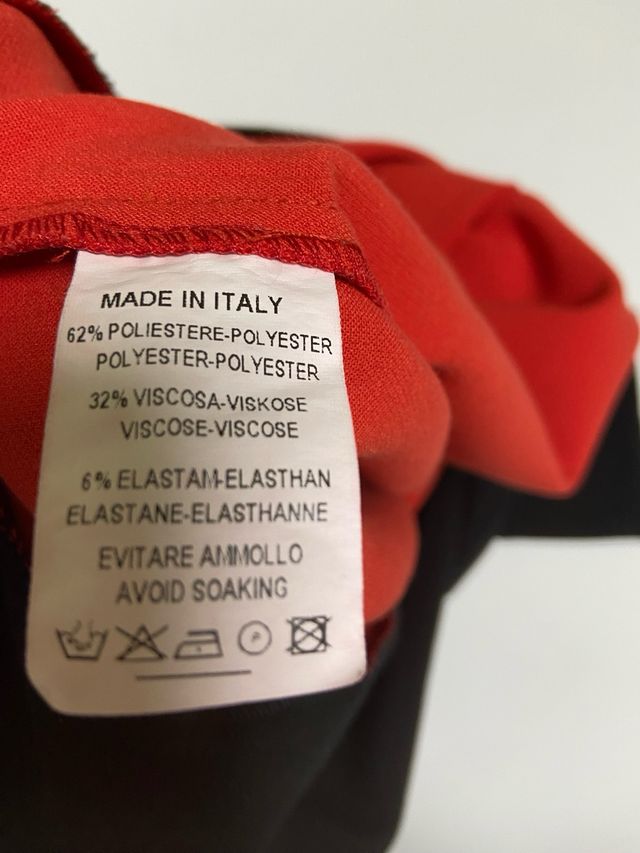 MADE IN ITALY
62% POLIESTERE-POLYESTER
POLYESTER-POLYESTER
32% VISCOSA-VISKOSE
VISCOSE-VISCOSE
6% ELASTAM-ELASTHAN
ELASTANE-ELASTHANNE
EVITARE AMMOLLO
AVOID SOAKING
P